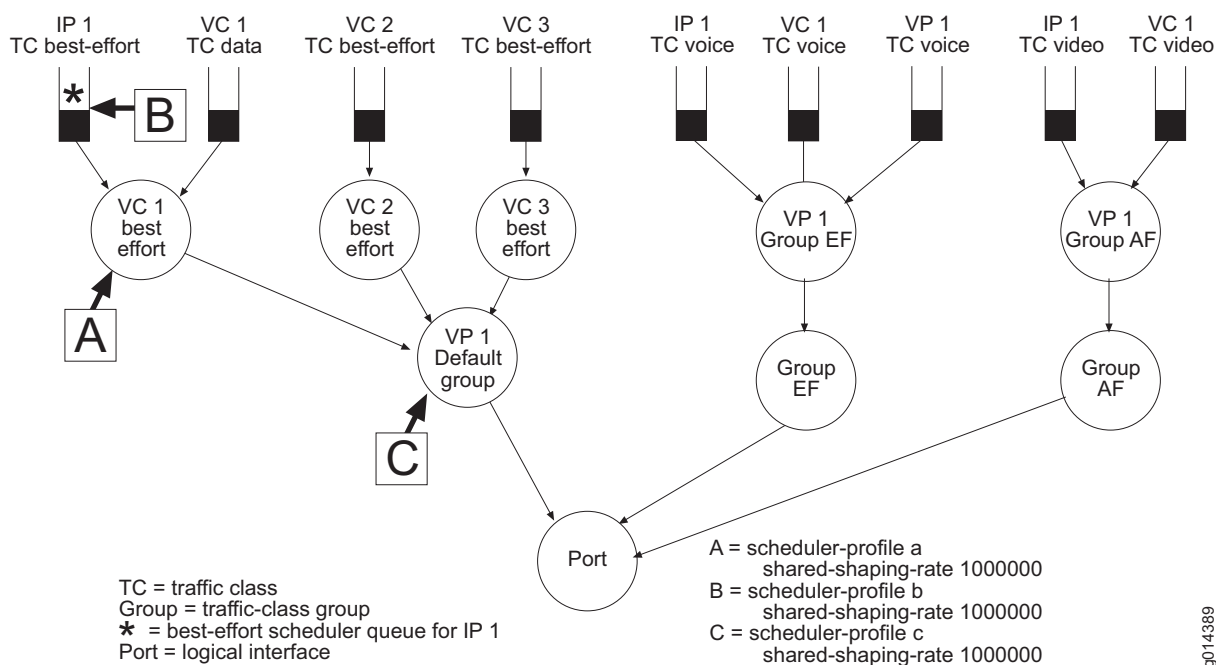 IP 1
TC best-effort
VC 1
TC data
VC 2
TC best-effort
VC 3
TC best-effort
IP 1
TC voice
VC 1
TC voice
VP 1
TC voice
IP 1
TC video
VC 1
TC video
*
B
VC 1
best
effort
VC 2
best
effort
VC 3
best
effort
VP 1
Group EF
VP 1
Group AF
A
VP 1
Default
group
Group
EF
Group
AF
C
Port
TC = traffic class
Group = traffic-class group
* = best-effort scheduler queue for IP 1
Port = logical interface
A = scheduler-profile a
shared-shaping-rate 1000000
B = scheduler-profile b
shared-shaping-rate 1000000
C = scheduler-profile c
shared-shaping-rate 1000000
g014389